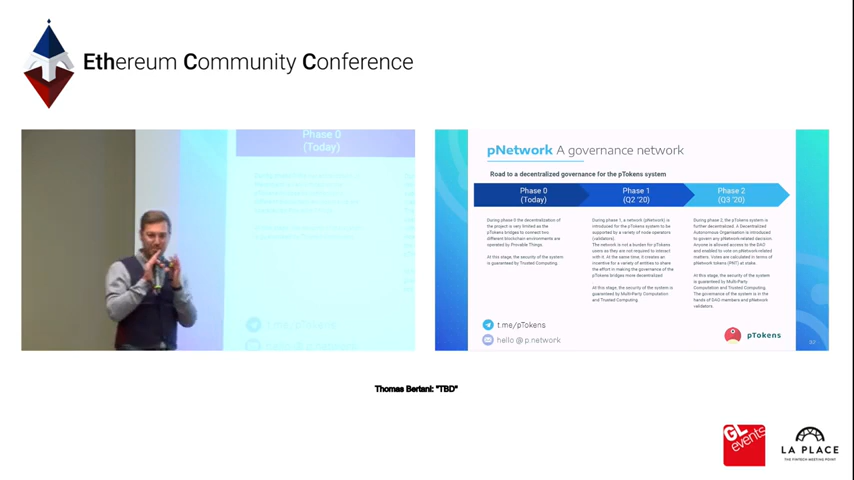 Ethereum Community Conference
Phase 0
(Today)
t.me/pTokens
hello @ p.network
pNetwork A governance network
Road to a decentralized governance for the pTokens system
Phase 0
(Today)
Phase 1
(Q2 '20)
Phase 2
(Q3 '20)
During phase 0 the decentralization of
the project is very limited as the
pTokens bridges to connect two
different blockchain environments are
operated by Provable Things.
At this stage, the security of the system
is guaranteed by Trusted Computing.
During phase 1, a network (pNetwork) is
introduced for the pTokens system to be
supported by a variety of node operators
(validators).
The network is not a burden for pTokens
users as they are not required to interact
with it. At the same time, it creates an
incentive for a variety of entities to share
the effort in making the governance of the
pTokens bridges more decentralized
At this stage, the security of the system is
guaranteed by Multi-Party Computation
and Trusted Computing
During phase 2, the pTokens system is
further decentralized. A Decentralized
Autonomous Organisation is introduced
to govern any pNetwork-related decision.
Anyone is allowed to access the DAO
and enabled to vote on pNetwork-related
matters. Votes are calculated in terms of
pNetwork tokens (PNT) at stake.
At this stage, the security of the system
is guaranteed by Multi-Party
Computation and Trusted Computing.
The governance of the system is in the
hands of DAO members and pNetwork
validators.
t.me/pTokens
hello @ p.network
pTokens
Thomas Bertani: "TBD"
GL
events
LA PLACE
THE FINTECH MEETING POINT